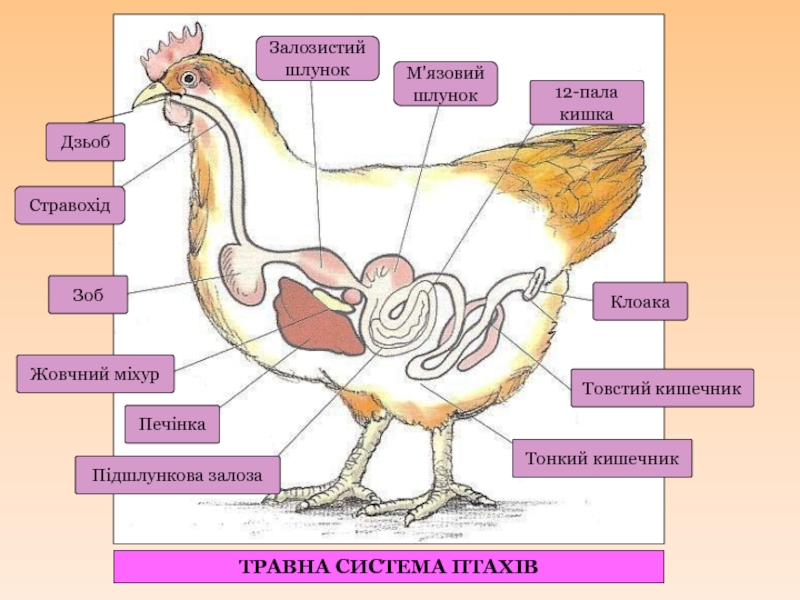 Залозистий
шлунок
М'язовий
шлунок
12-пала
кишка
Дзьоб
Стравохід
Зоб
Клоака
Жовчний міхур
Товстий кишечник
Печінка
Тонкий кишечник
Підшлункова залоза
ТРАВНА СИСТЕМА ПТАХІВ